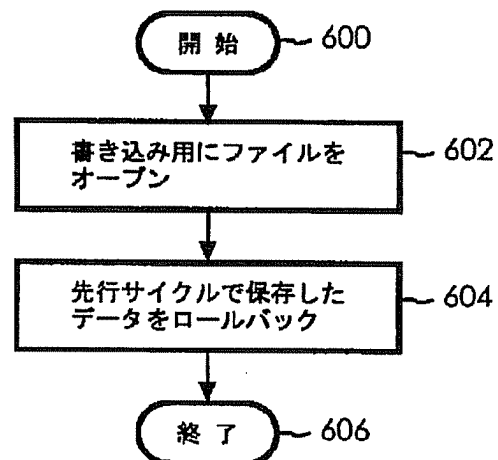 開 始
600
書き込み用にファイルを
オープン
602
先行サイクルで保存した
データをロールバック
604
終 了
606